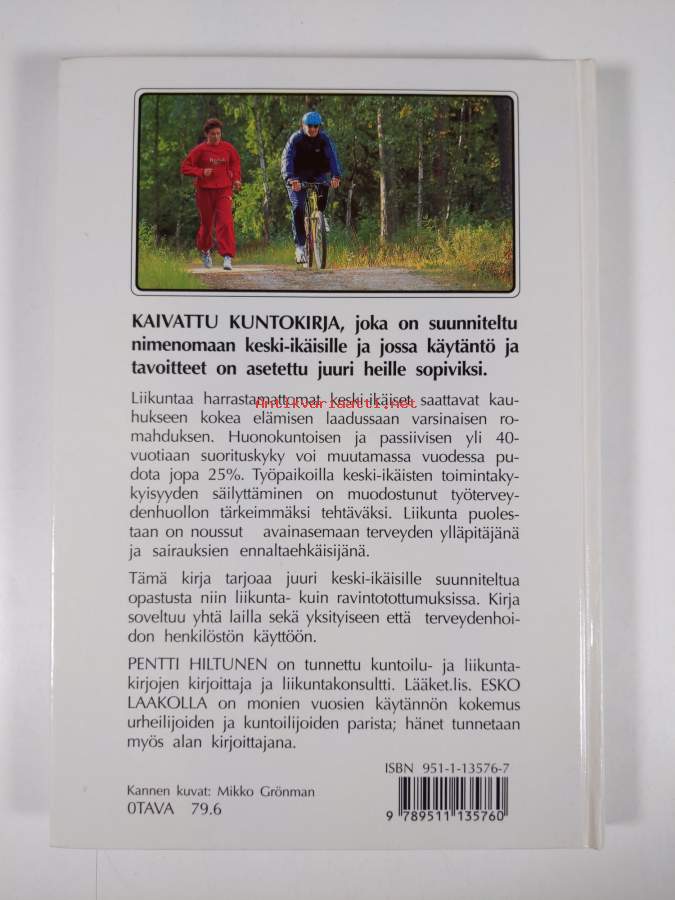 KAIVATTU KUNTOKIRJA, joka on suunniteltu
nimenomaan keski-ikäisille ja jossa käytäntö ja
tavoitteet on asetettu juuri heille sopiviksi.
Liikuntaa harrastamattomat keski-ikäiset saattavat kau-
Antikvariaatti.net
hukseen kokea elämisen laadussaan varsinaisen ro-
mahduksen. Huonokuntoisen ja passiivisen yli 40-
vuotiaan suorituskyky voi muutamassa vuodessa pu-
dota jopa 25%. Työpaikoilla keski-ikäisten toimintaky-
kyisyyden säilyttäminen on muodostunut työtervey-
denhuollon tärkeimmäksi tehtäväksi. Liikunta puoles-
taan on noussut avainasemaan terveyden ylläpitäjänä
ja sairauksien ennaltaehkäisijänä.
Tämä kirja tarjoaa juuri keski-ikäisille suunniteltua
opastusta niin liikunta- kuin ravintotottumuksissa. Kirja
soveltuu yhtä lailla sekä yksityiseen että terveydenhoi-
don henkilöstön käyttöön.
PENTTI HILTUNEN on tunnettu kuntoilu- ja liikunta-
kirjojen kirjoittaja ja liikuntakonsultti. Lääket.lis. ESKO
LAAKOLLA on monien vuosien käytännön kokemus
urheilijoiden ja kuntoilijoiden parista; hänet tunnetaan
myös alan kirjoittajana.
ISBN 951-1-13576-7
Kannen kuvat: Mikko Grönman
OTAVA 79.6
9 789511 135760